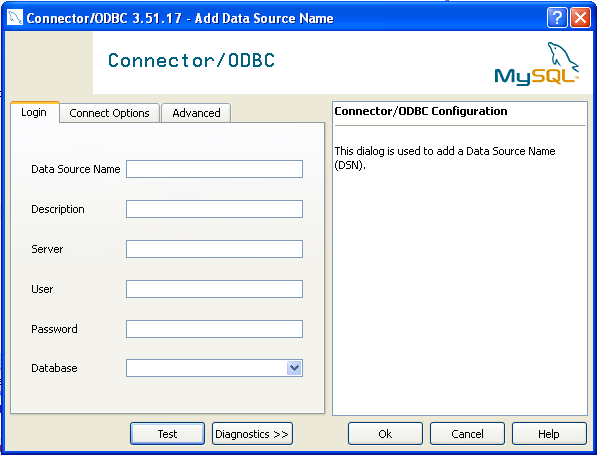 Connector/ODBC 3.51.17 - Add Data Source Name
?
Connector/ODBC
MySQL
Login
Connect Options
Advanced
Data Source Name
Description
Server
User
Password
Database
Connector/ODBC Configuration
This dialog is used to add a Data Source Name
(DSN).
Test
Diagnostics >>
Ok
Cancel
Help